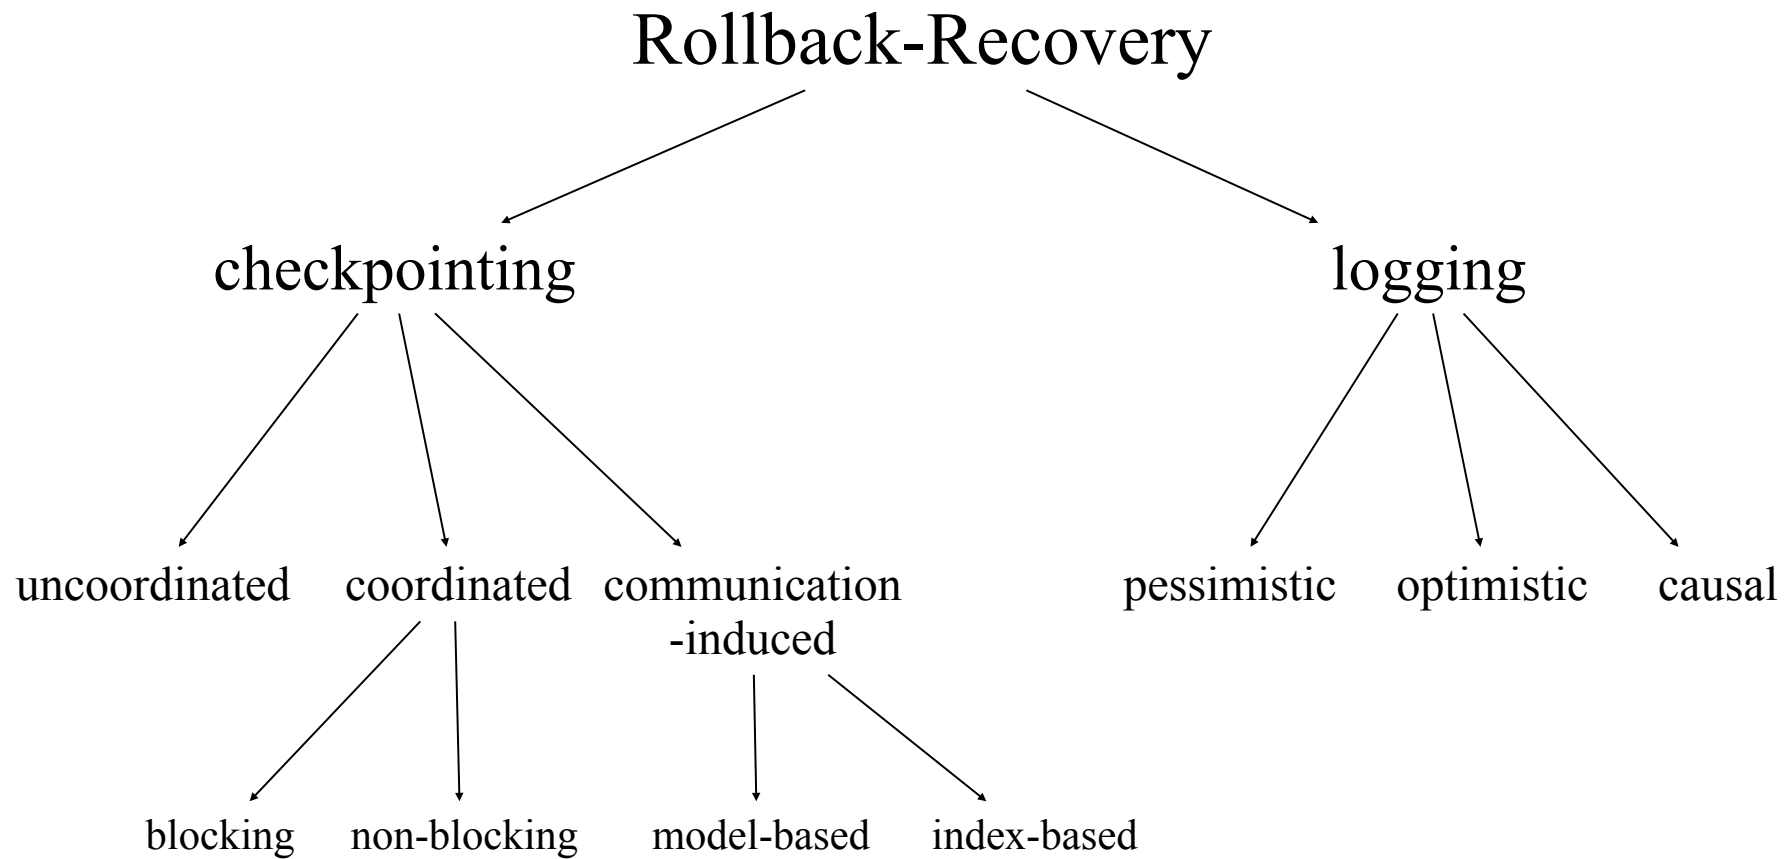 Rollback-Recovery
checkpointing
logging
uncoordinated
coordinated
communication
-induced
pessimistic
optimistic
causal
blocking
non-blocking
model-based
index-based